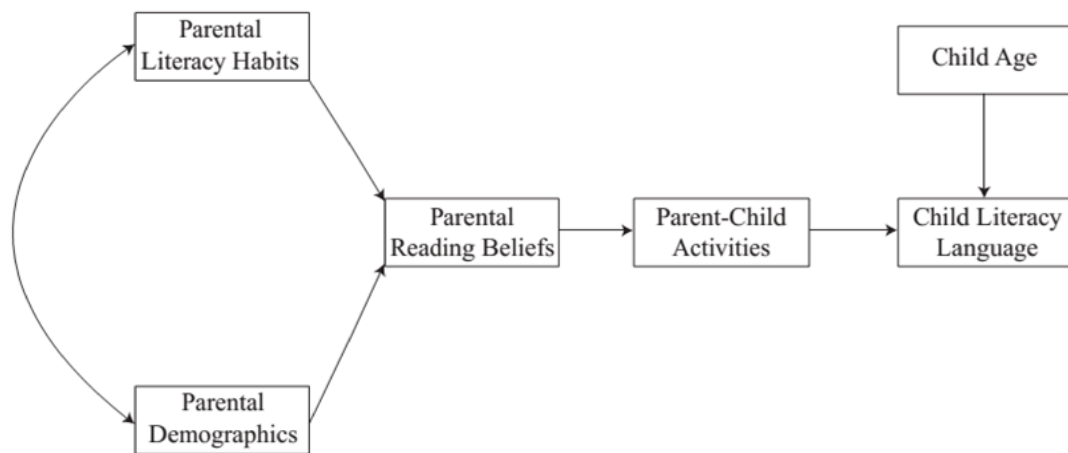 Parental
Literacy Habits
Child Age
Parental
Reading Beliefs
Parent-Child
Activities
Child Literacy
Language
Parental
Demographics